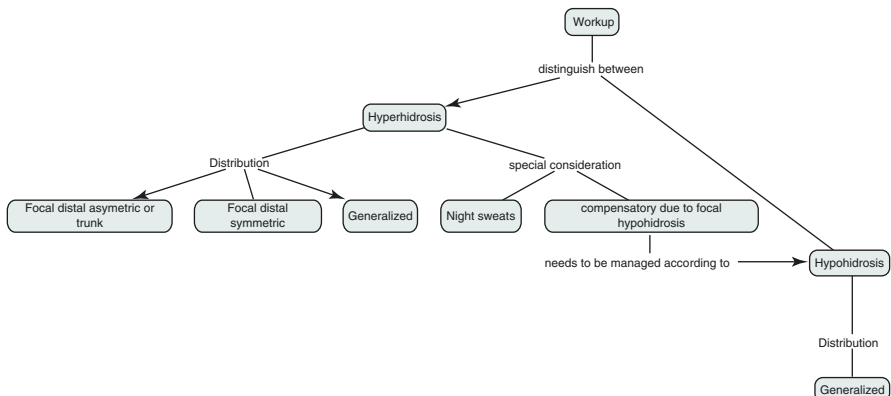 Workup
distinguish between
Hyperhidrosis
Distribution
special consideration
Focal distal asymetric or
trunk
Focal distal
symmetric
Generalized
Night sweats
compensatory due to focal
hypohidrosis
needs to be managed according to
Hypohidrosis
Distribution
Generalized